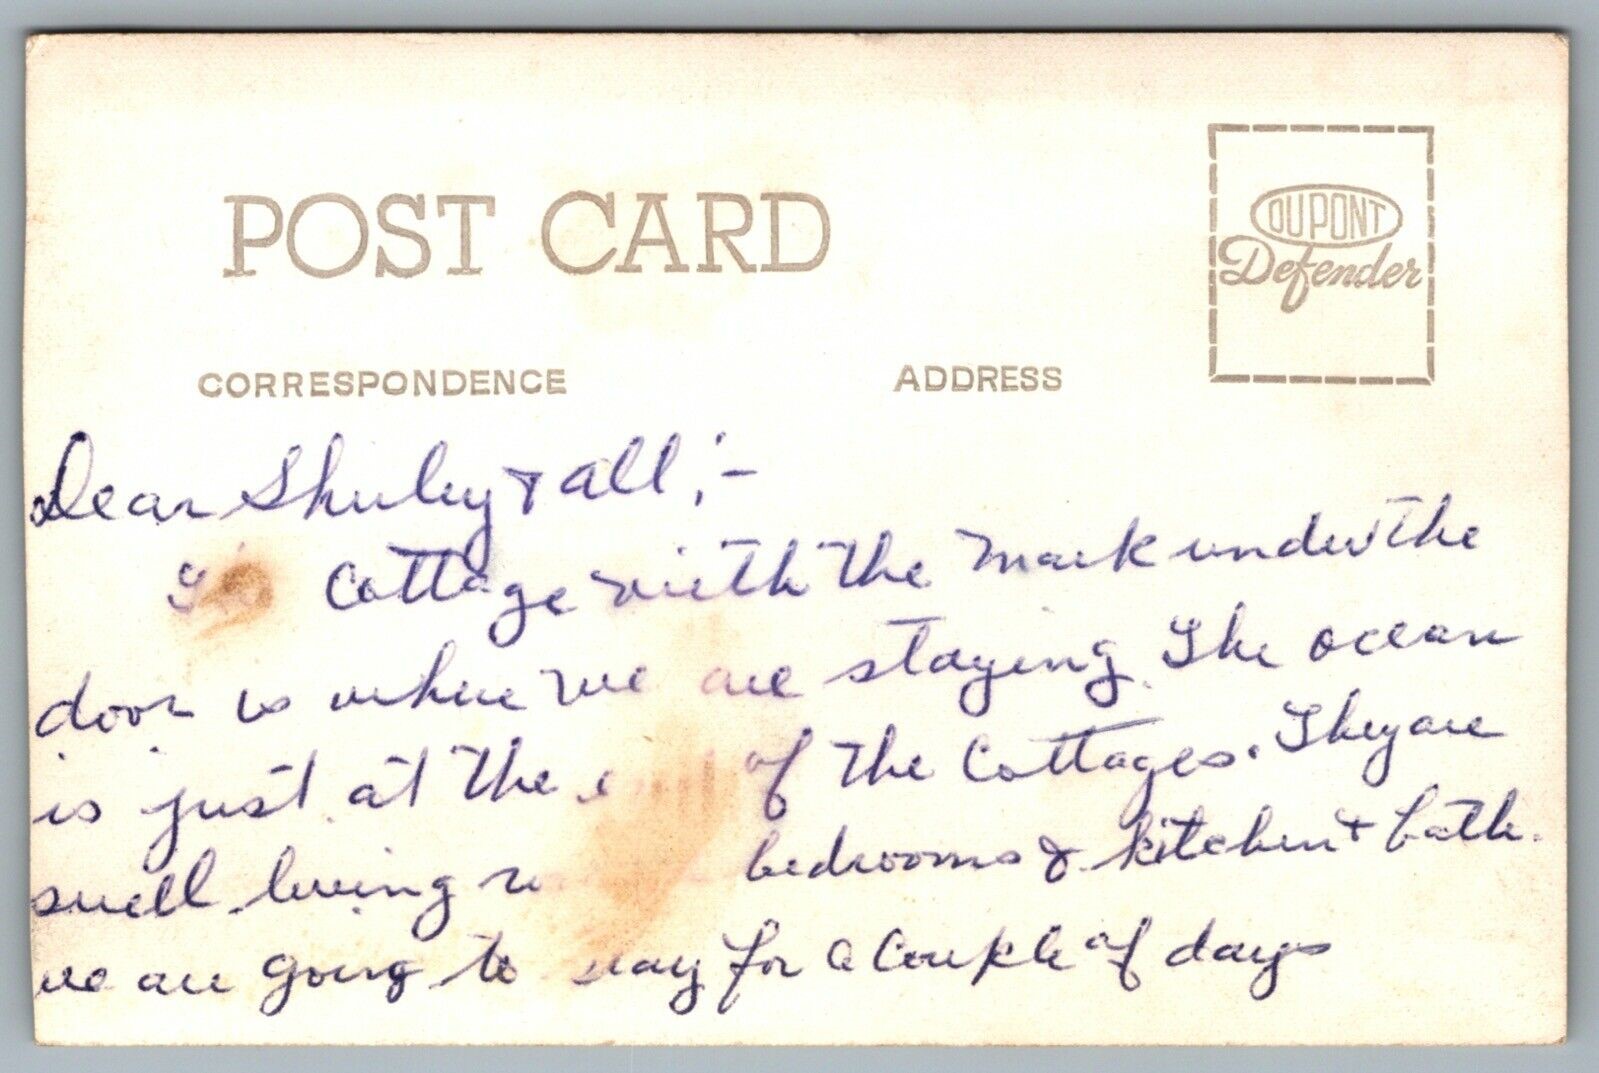 POST CARD
DUPONT
Defender
CORRESPONDENCE
ADDRESS
Dear Shirley & all;-
Cottage with the mark under the
door is where we are staying. The ocean
is just at the of the Cottages. They are
swell living bedrooms & kitchen & bath.
we are going to stay for a couple of days